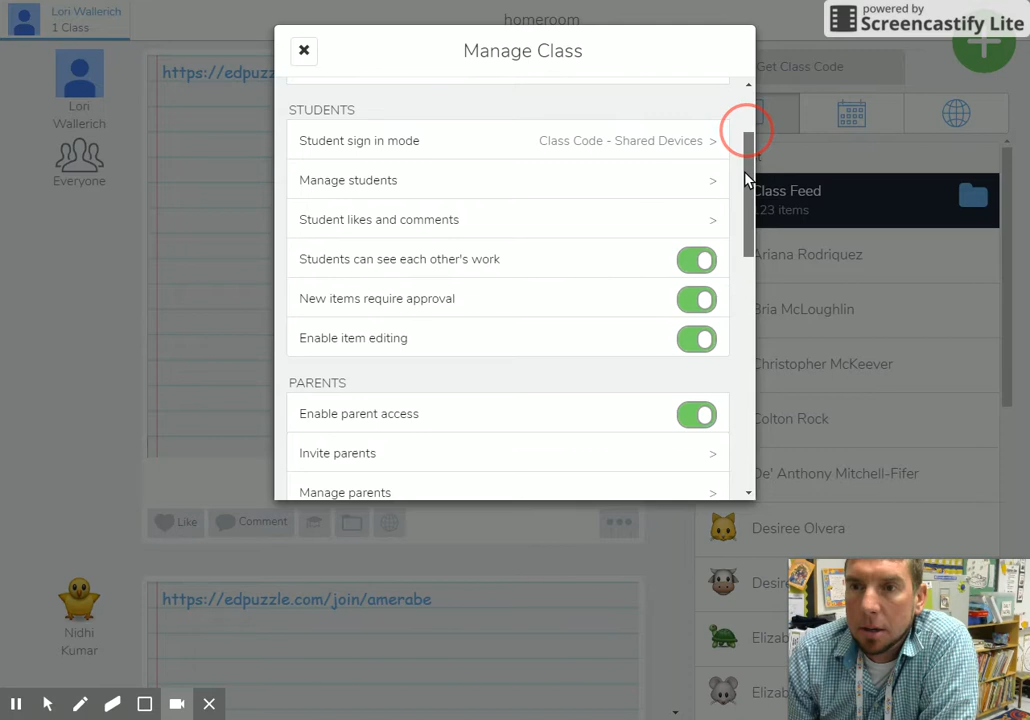 Lori Wallerich
1 Class
homeroom
powered by
Screencastify Lite
https://edpuzzle
Manage Class
Get Class Code
Lori
Wallerich
Everyone
STUDENTS
Student sign in mode
Class Code - Shared Devices >
Manage students >
Student likes and comments >
Students can see each other's work
New items require approval
Enable item editing
PARENTS
Enable parent access
Invite parents >
Manage parents >
Class Feed
123 items
Ariana Rodriquez
Bria McLoughlin
Christopher McKeever
Colton Rock
De' Anthony Mitchell-Fifer
Desiree Olvera
Like
Comment
https://edpuzzle.com/join/amerabe
Nidhi
Kumar